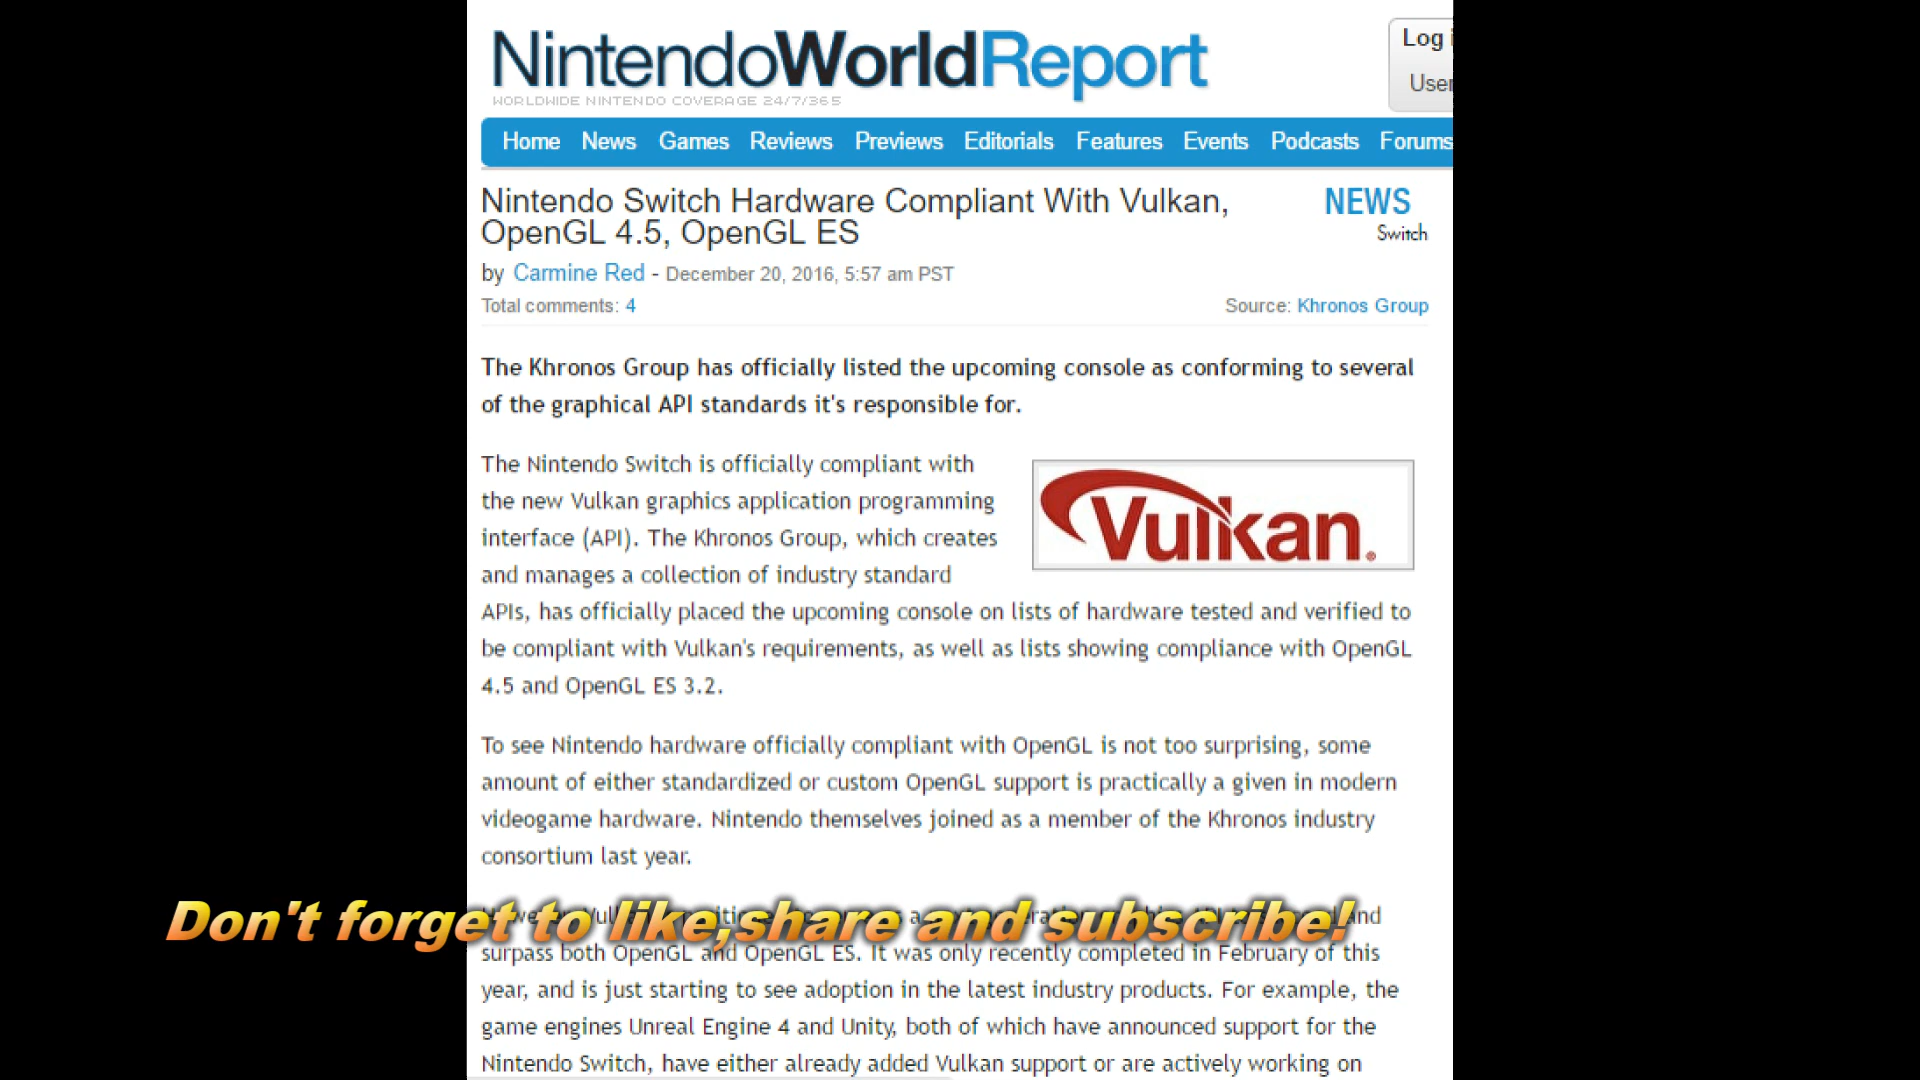 NintendoWorldReport
WORLDWIDE NINTENDO COVERAGE 24/7/365
Log
User
Home News Games Reviews Previews Editorials Features Events Podcasts Forums
Nintendo Switch Hardware Compliant With Vulkan,
OpenGL 4.5, OpenGL ES
NEWS
Switch
by Carmine Red - December 20, 2016, 5:57 am PST
Total comments: 4
Source: Khronos Group
The Khronos Group has officially listed the upcoming console as conforming to several
of the graphical API standards it's responsible for.
The Nintendo Switch is officially compliant with
the new Vulkan graphics application programming
interface (API). The Khronos Group, which creates
and manages a collection of industry standard
Vulkan®
APIs, has officially placed the upcoming console on lists of hardware tested and verified to
be compliant with Vulkan's requirements, as well as lists showing compliance with OpenGL
4.5 and OpenGL ES 3.2.
To see Nintendo hardware officially compliant with OpenGL is not too surprising, some
amount of either standardized or custom OpenGL support is practically a given in modern
videogame hardware. Nintendo themselves joined as a member of the Khronos industry
consortium last year.
and
Don't forget to like,share and subscribe!
surpass both OpenGL and OpenGL ES. It was only recently completed in February of this
year, and is just starting to see adoption in the latest industry products. For example, the
game engines Unreal Engine 4 and Unity, both of which have announced support for the
Nintendo Switch, have either already added Vulkan support or are actively working on